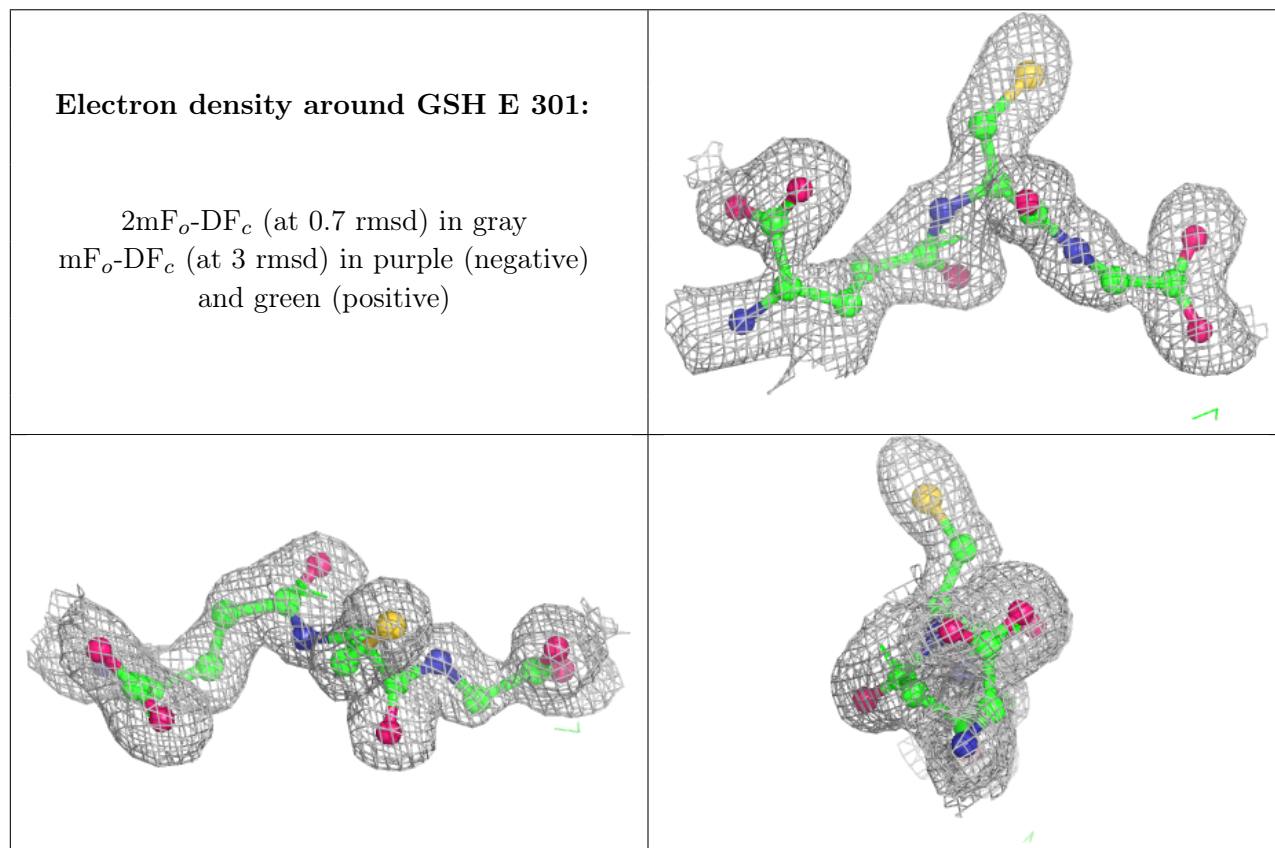 Electron density around GSH E 301:
2mFₒ-DF𝑐 (at 0.7 rmsd) in gray
mFₒ-DF𝑐 (at 3 rmsd) in purple (negative)
and green (positive)